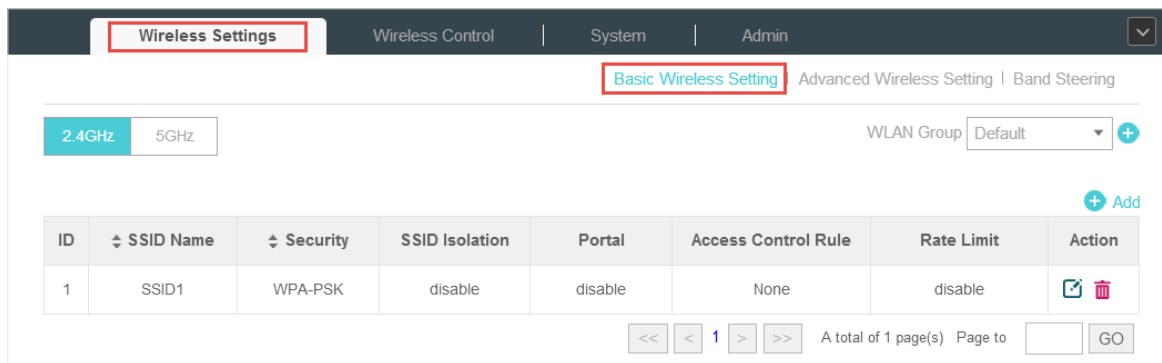 Wireless Settings Wireless Control System Admin
Basic Wireless Setting Advanced Wireless Setting Band Steering
2.4GHz 5GHz WLAN Group Default
Add
ID SSID Name Security SSID Isolation Portal Access Control Rule Rate Limit Action
1 SSID1 WPA-PSK disable disable None disable
<< < 1 > >> A total of 1 page(s) Page to GO